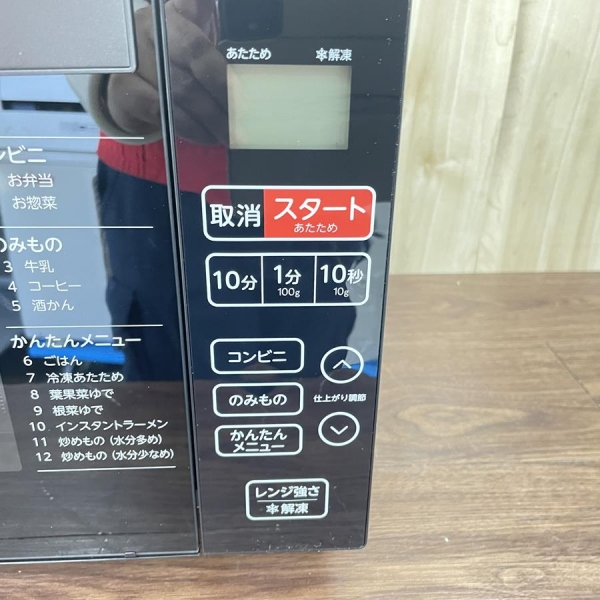 ンビニ
お弁当
お惣菜
のみもの
3 牛乳
4 コーヒー
5 酒かん
かんたんメニュー
6 ごはん
7 冷凍あたため
8 葉果菜ゆで
9 根菜ゆで
10 インスタントラーメン
11 炒めもの（水分多め）
12 炒めもの（水分少なめ）
あたため ❄解凍
取消 スタート
あたため
10分 1分 10秒
100g 10g
コンビニ
のみもの 仕上がり調節
かんたん
メニュー
レンジ強さ
❄解凍